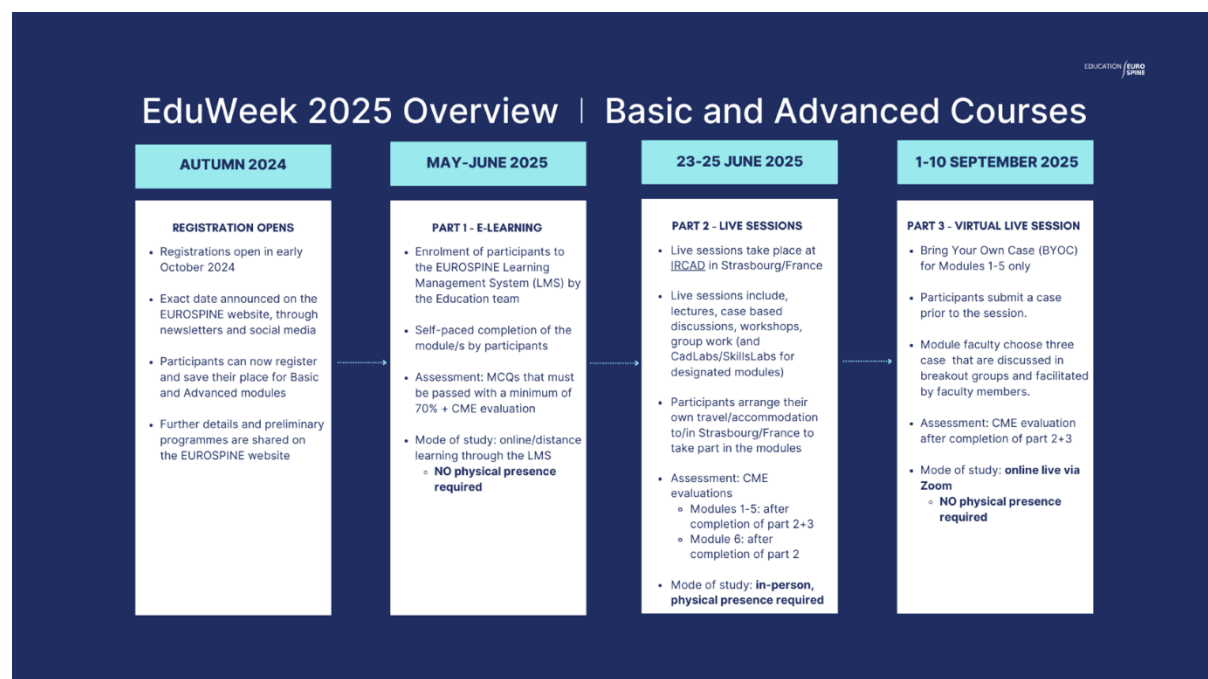 EDUCATION EURO
SPINE
EduWeek 2025 Overview | Basic and Advanced Courses
AUTUMN 2024
REGISTRATION OPENS
• Registrations open in early
October 2024
• Exact date announced on the
EUROSPINE website, through
newsletters and social media
• Participants can now register
and save their place for Basic
and Advanced modules
• Further details and preliminary
programmes are shared on
the EUROSPINE website
MAY-JUNE 2025
PART 1 - E-LEARNING
• Enrolment of participants to
the EUROSPINE Learning
Management System (LMS) by
the Education team
• Self-paced completion of the
module/s by participants
• Assessment: MCQs that must
be passed with a minimum of
70% + CME evaluation
• Mode of study: online/distance
learning through the LMS
◦ NO physical presence
required
23-25 JUNE 2025
PART 2 - LIVE SESSIONS
• Live sessions take place at
IRCAD in Strasbourg/France
• Live sessions include,
lectures, case based
discussions, workshops,
group work (and
CadLabs/SkillsLabs for
designated modules)
• Participants arrange their
own travel/accommodation
to/in Strasbourg/France to
take part in the modules
• Assessment: CME
evaluations
◦ Modules 1-5: after
completion of part 2+3
◦ Module 6: after
completion of part 2
• Mode of study: in-person,
physical presence required
1-10 SEPTEMBER 2025
PART 3 - VIRTUAL LIVE SESSION
• Bring Your Own Case (BYOC)
for Modules 1-5 only
• Participants submit a case
prior to the session.
• Module faculty choose three
case that are discussed in
breakout groups and facilitated
by faculty members.
• Assessment: CME evaluation
after completion of part 2+3
• Mode of study: online live via
Zoom
◦ NO physical presence
required